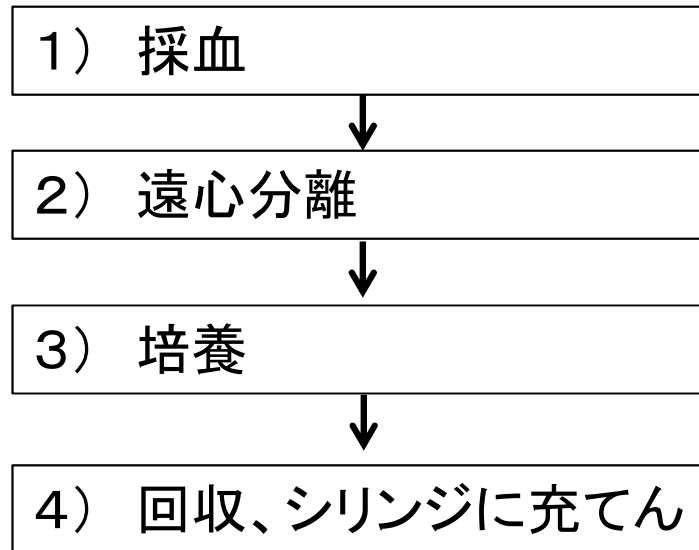 １） 採血
２） 遠心分離
３） 培養
４） 回収、シリンジに充てん